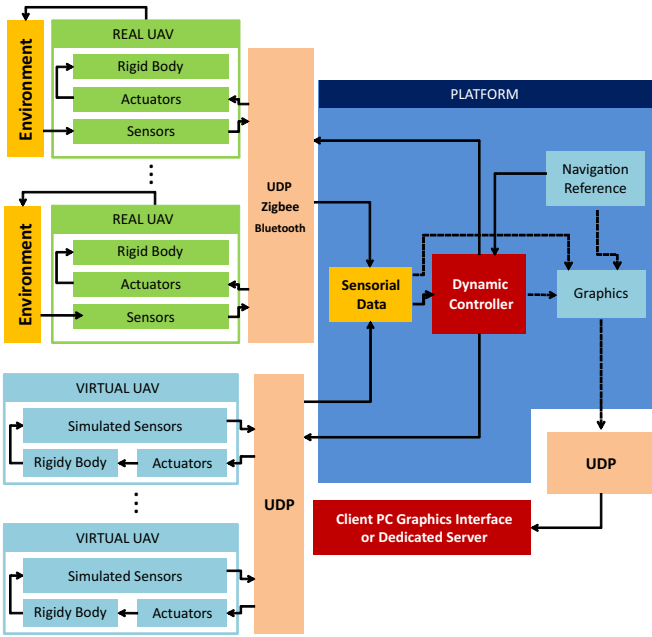 Environment
REAL UAV
Rigid Body
Actuators
Sensors
Environment
REAL UAV
Rigid Body
Actuators
Sensors
UDP
Zigbee
Bluetooth
PLATFORM
Navigation
Reference
Sensorial
Data
Dynamic
Controller
Graphics
VIRTUAL UAV
Simulated Sensors
Rigidy Body
Actuators
VIRTUAL UAV
Simulated Sensors
Rigidy Body
Actuators
UDP
UDP
Client PC Graphics Interface
or Dedicated Server